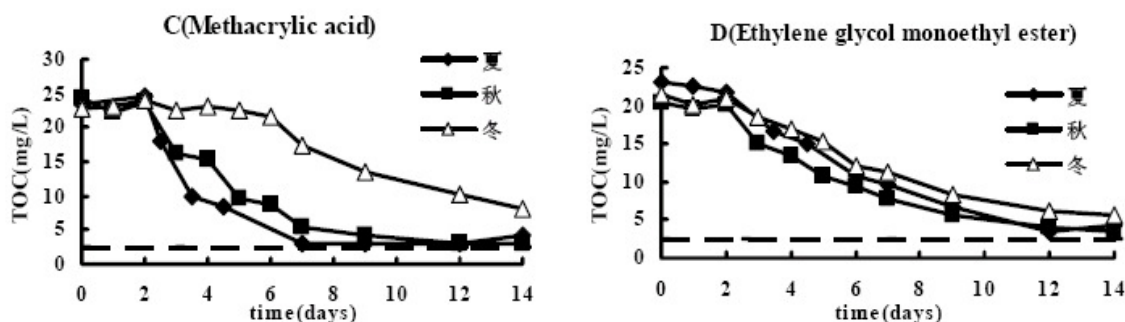 C(Methacrylic acid)
30
25
20
15
10
5
0
TOC(mg/L)
夏
秋
冬
0 2 4 6 8 10 12 14
time(days)
D(Ethylene glycol monoethyl ester)
25
20
15
10
5
0
TOC(mg/L)
夏
秋
冬
0 2 4 6 8 10 12 14
time(days)